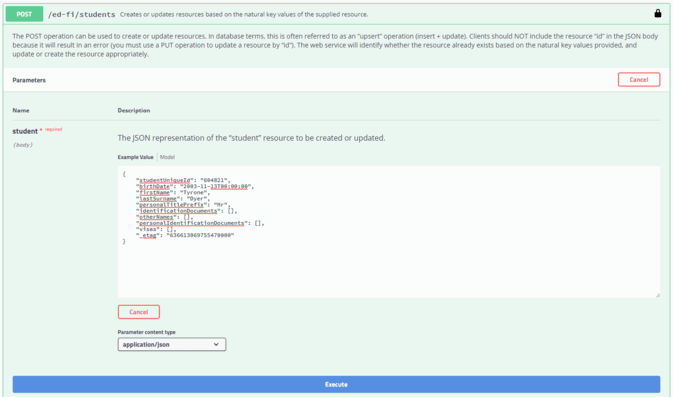 POST /ed-fi/students Creates or updates resources based on the natural key values of the supplied resource.
The POST operation can be used to create or update resources. In database terms, this is often referred to as an "upsert" operation (insert + update). Clients should NOT include the resource "id" in the JSON body
because it will result in an error (you must use a PUT operation to update a resource by "id"). The web service will identify whether the resource already exists based on the natural key values provided, and
update or create the resource appropriately.
Parameters
Cancel
Name Description
student * required
(body)
The JSON representation of the "student" resource to be created or updated.
Example Value | Model
{
"studentUniqueId": "604821",
"birthDate": "2003-11-13T00:00:00",
"firstName": "Tyrone",
"lastSurname": "Dyer",
"personalTitlePrefix": "Mr",
"identificationDocuments": [],
"otherNames": [],
"personalIdentificationDocuments": [],
"visas": [],
"_etag": "636613069755470000"
}
Cancel
Parameter content type
application/json
Execute